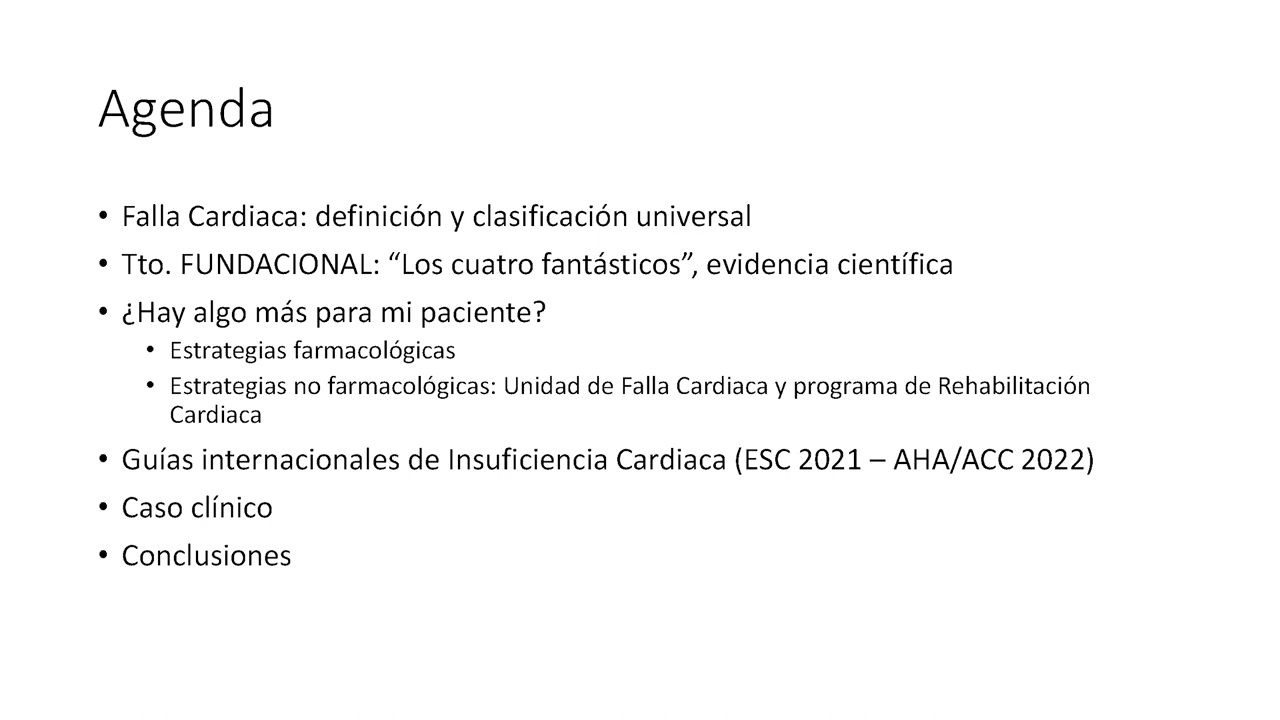 Agenda
• Falla Cardiaca: definición y clasificación universal
• Tto. FUNDACIONAL: “Los cuatro fantásticos”, evidencia científica
• ¿Hay algo más para mi paciente?
• Estrategias farmacológicas
• Estrategias no farmacológicas: Unidad de Falla Cardiaca y programa de Rehabilitación
Cardiaca
• Guías internacionales de Insuficiencia Cardiaca (ESC 2021 – AHA/ACC 2022)
• Caso clínico
• Conclusiones